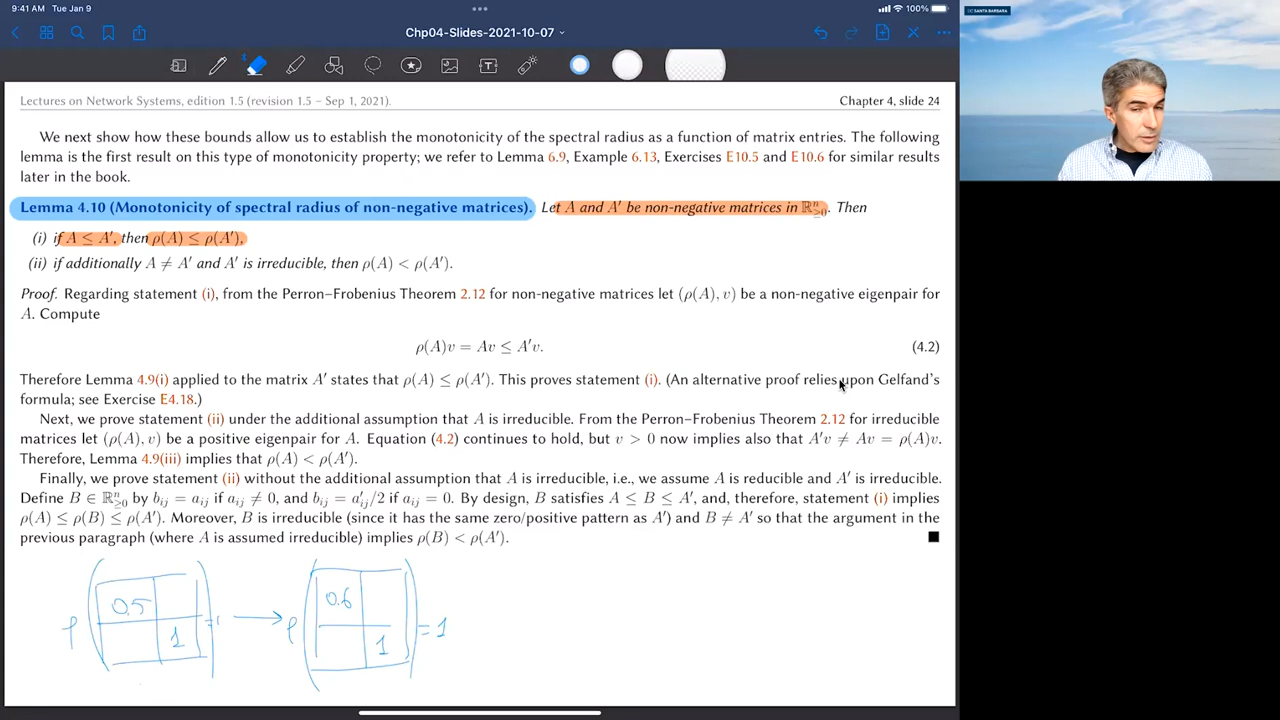 9:41 AM Tue Jan 9
100%
Chp04-Slides-2021-10-07
SANTA BARBARA
Lectures on Network Systems, edition 1.5 (revision 1.5 – Sep 1, 2021).
Chapter 4, slide 24
We next show how these bounds allow us to establish the monotonicity of the spectral radius as a function of matrix entries. The following
lemma is the first result on this type of monotonicity property; we refer to Lemma 6.9, Example 6.13, Exercises E10.5 and E10.6 for similar results
later in the book.
Lemma 4.10 (Monotonicity of spectral radius of non-negative matrices). Let A and A′ be non-negative matrices in ℝⁿ≥0. Then
(i) if A ≤ A′, then ρ(A) ≤ ρ(A′),
(ii) if additionally A ≠ A′ and A′ is irreducible, then ρ(A) < ρ(A′).
Proof. Regarding statement (i), from the Perron–Frobenius Theorem 2.12 for non-negative matrices let (ρ(A), v) be a non-negative eigenpair for
A. Compute
ρ(A)v = Av ≤ A′v. (4.2)
Therefore Lemma 4.9(i) applied to the matrix A′ states that ρ(A) ≤ ρ(A′). This proves statement (i). (An alternative proof relies upon Gelfand's
formula; see Exercise E4.18.)
Next, we prove statement (ii) under the additional assumption that A is irreducible. From the Perron–Frobenius Theorem 2.12 for irreducible
matrices let (ρ(A), v) be a positive eigenpair for A. Equation (4.2) continues to hold, but v > 0 now implies also that A′v ≠ Av = ρ(A)v.
Therefore, Lemma 4.9(iii) implies that ρ(A) < ρ(A′).
Finally, we prove statement (ii) without the additional assumption that A is irreducible, i.e., we assume A is reducible and A′ is irreducible.
Define B ∈ ℝⁿ≥0 by bij = aij if aij ≠ 0, and bij = a′ij/2 if aij = 0. By design, B satisfies A ≤ B ≤ A′, and, therefore, statement (i) implies
ρ(A) ≤ ρ(B) ≤ ρ(A′). Moreover, B is irreducible (since it has the same zero/positive pattern as A′) and B ≠ A′ so that the argument in the
previous paragraph (where A is assumed irreducible) implies ρ(B) < ρ(A′). ■
0.5 0.6
ρ 1 =1 → ρ 1 = 1